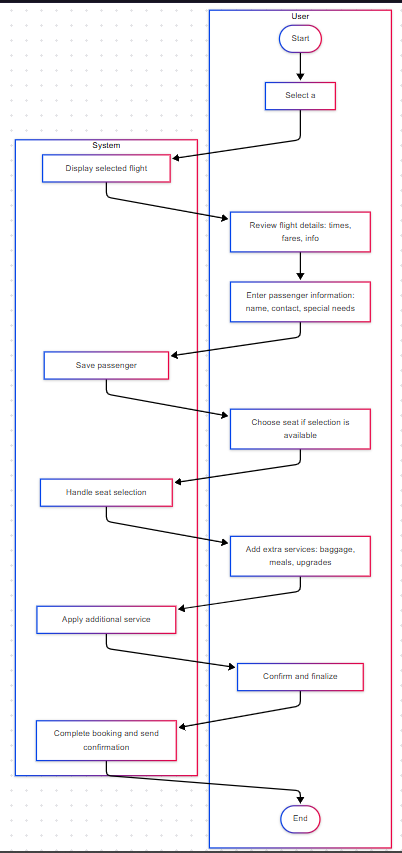 User
Start
Select a
System
Display selected flight
Review flight details: times,
fares, info
Enter passenger information:
name, contact, special needs
Save passenger
Choose seat if selection is
available
Handle seat selection
Add extra services: baggage,
meals, upgrades
Apply additional service
Confirm and finalize
Complete booking and send
confirmation
End